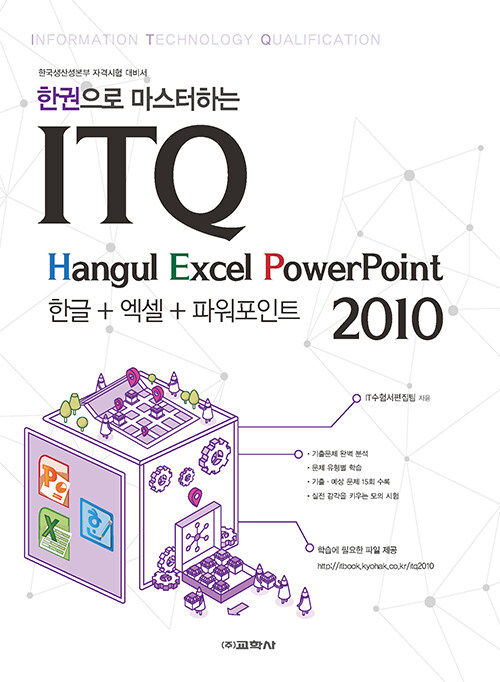 INFORMATION TECHNOLOGY QUALIFICATION
한국생산성본부 자격시험 대비서
한권으로 마스터하는
ITQ
Hangul Excel PowerPoint
한글 + 엑셀 + 파워포인트
2010
IT수험서편집팀 지음
• 기출문제 완벽 분석
• 문제 유형별 학습
• 기출 · 예상 문제 15회 수록
• 실전 감각을 키우는 모의 시험
학습에 필요한 파일 제공
http://itbook.kyohak.co.kr/itq2010
P
X
한
(주)교학사